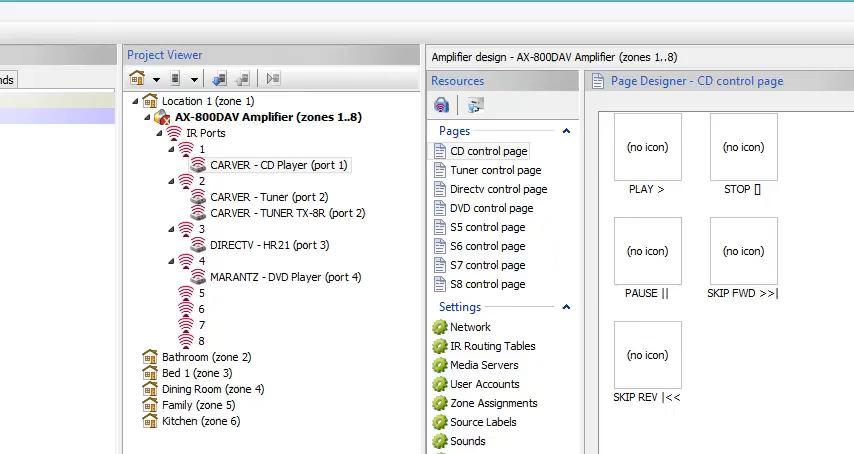 nds
Project Viewer
Location 1 (zone 1)
AX-800DAV Amplifier (zones 1..8)
IR Ports
1
CARVER - CD Player (port 1)
2
CARVER - Tuner (port 2)
CARVER - TUNER TX-8R (port 2)
3
DIRECTV - HR21 (port 3)
4
MARANTZ - DVD Player (port 4)
5
6
7
8
Bathroom (zone 2)
Bed 1 (zone 3)
Dining Room (zone 4)
Family (zone 5)
Kitchen (zone 6)
Amplifier design - AX-800DAV Amplifier (zones 1..8)
Resources
Pages
CD control page
Tuner control page
Directv control page
DVD control page
S5 control page
S6 control page
S7 control page
S8 control page
Settings
Network
IR Routing Tables
Media Servers
User Accounts
Zone Assignments
Source Labels
Sounds
Page Designer - CD control page
(no icon) (no icon)
PLAY > STOP []
(no icon) (no icon)
PAUSE || SKIP FWD >>|
(no icon)
SKIP REV |<<